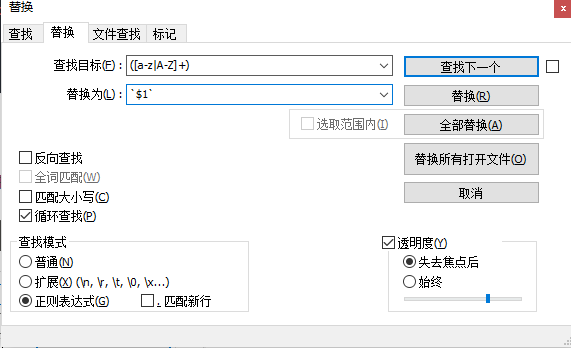 替换
查找 替换 文件查找 标记
查找目标(F)： ([a-z|A-Z]+) 查找下一个
替换为(L)： `$1` 替换(R)
选取范围内(I) 全部替换(A)
反向查找 替换所有打开文件(O)
全词匹配(W)
匹配大小写(C) 取消
循环查找(P)
查找模式 透明度(Y)
普通(N) 失去焦点后
扩展(X) (\n, \r, \t, \0, \x...) 始终
正则表达式(G) . 匹配新行